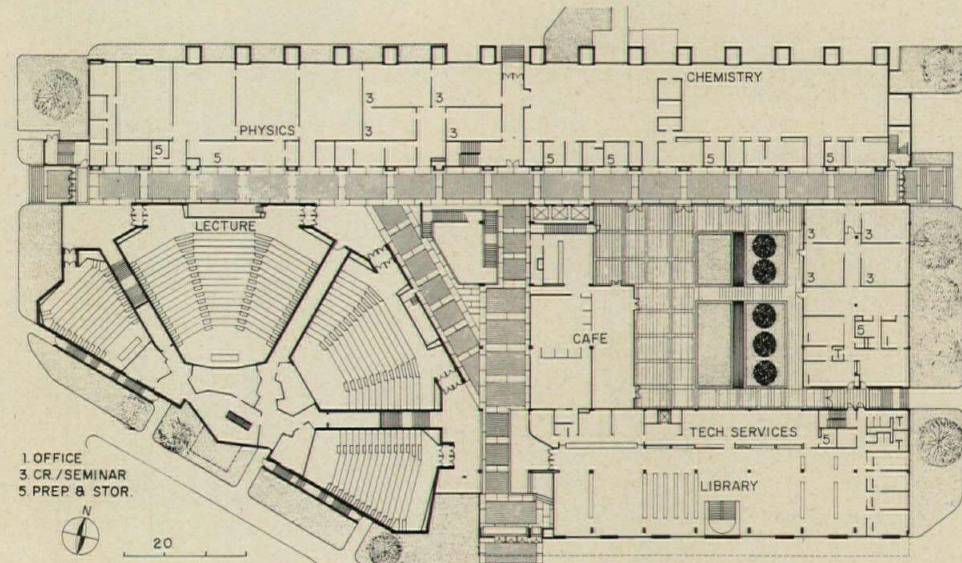 CHEMISTRY
3
3
PHYSICS
3
3
5
5
5
5
5
5
LECTURE
3
3
3
3
CAFE
5
TECH SERVICES
5
LIBRARY
1. OFFICE
3. CR./SEMINAR
5. PREP. & STOR.
N
20